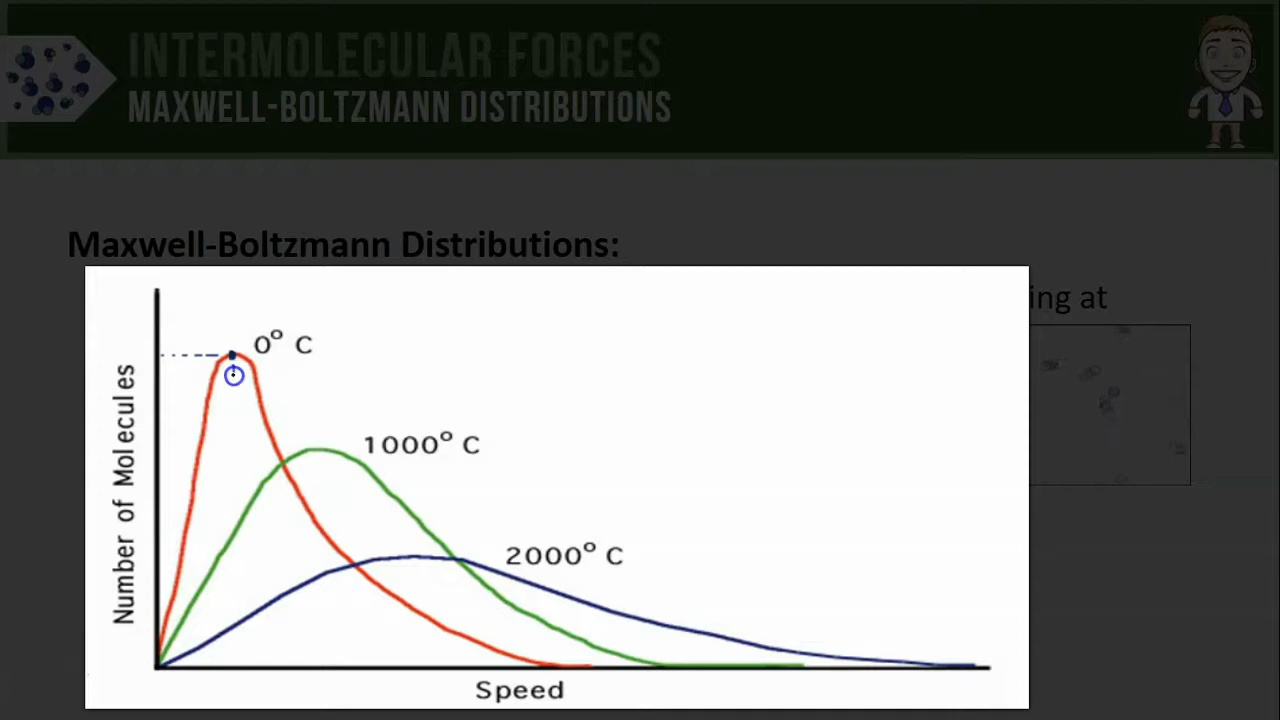 INTERMOLECULAR FORCES
MAXWELL-BOLTZMANN DISTRIBUTIONS
Maxwell-Boltzmann Distributions:
ing at
0° C
1000° C
2000° C
Number of Molecules
Speed